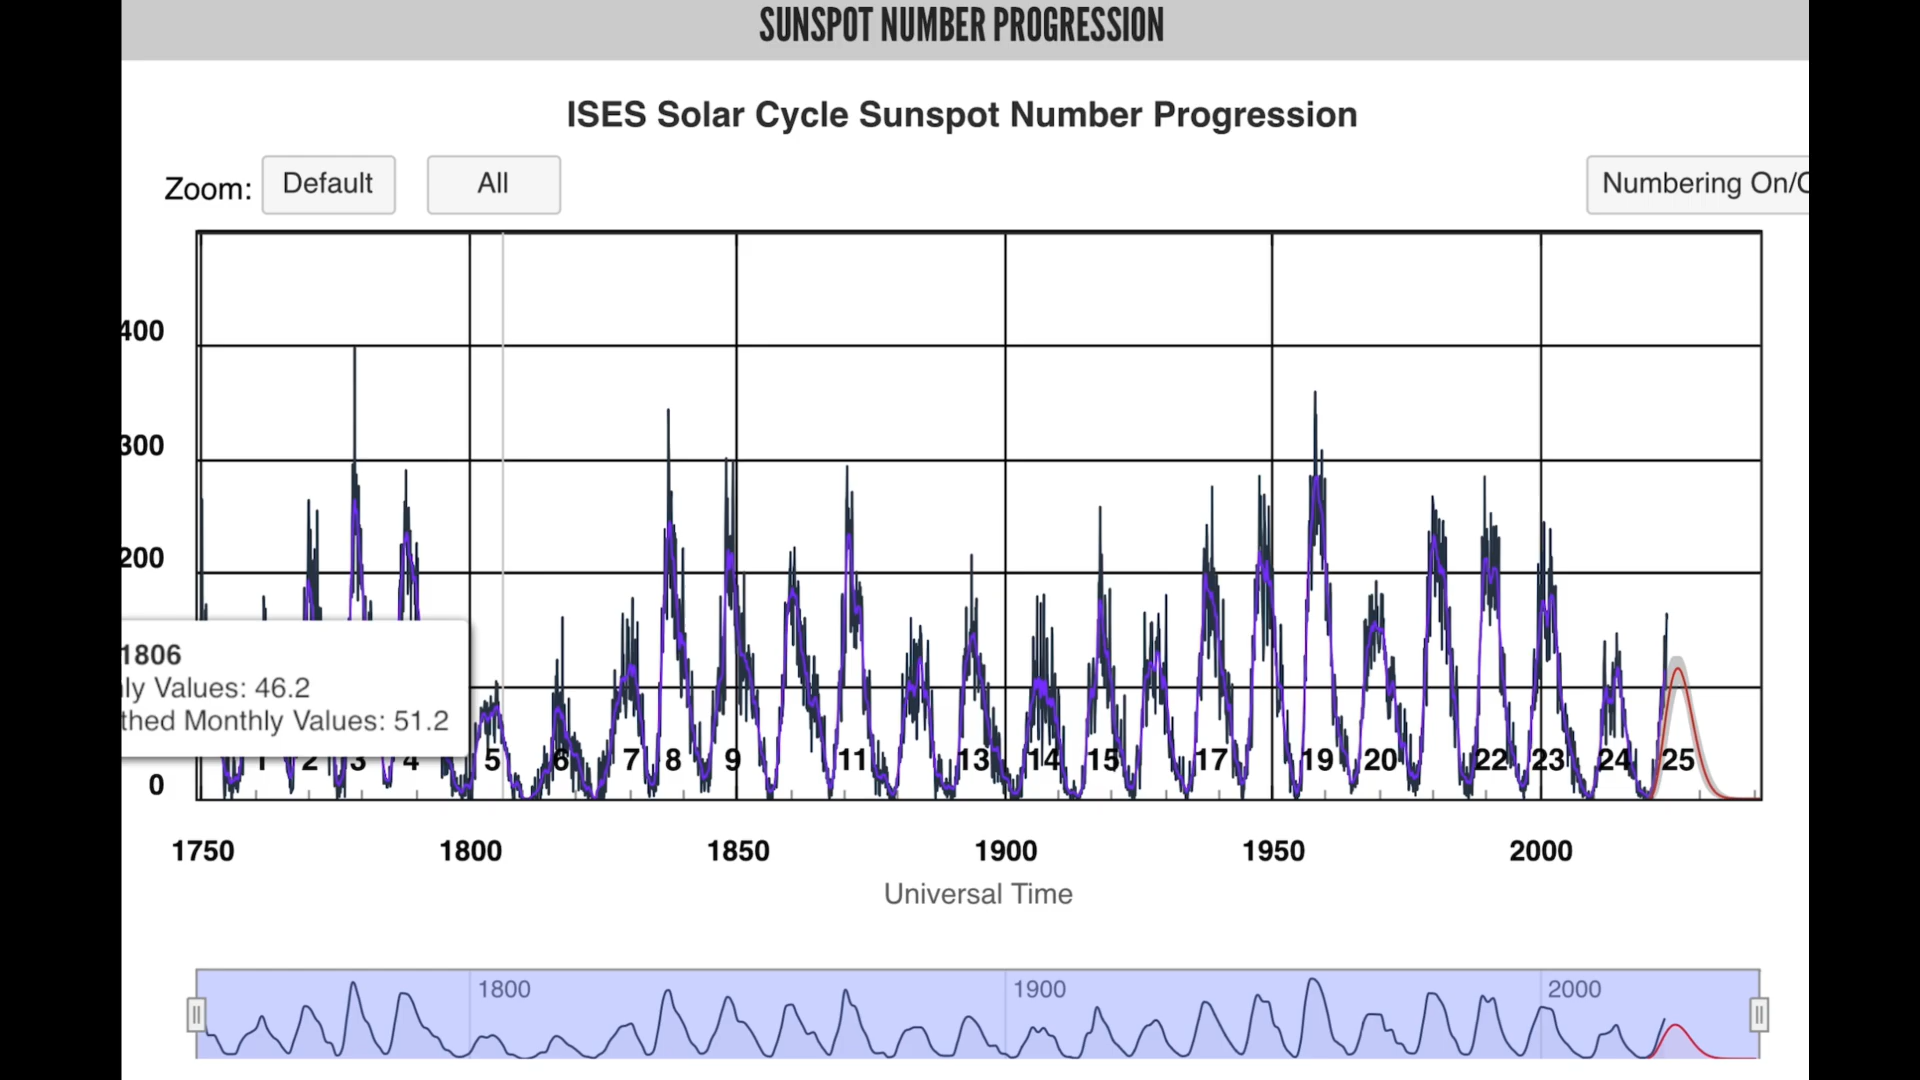 SUNSPOT NUMBER PROGRESSION
ISES Solar Cycle Sunspot Number Progression
Zoom: Default All Numbering On/O
400
300
200
1806
Values: 46.2
Monthly Values: 51.2
0
1 2 3 4 5 6 7 8 9 11 13 14 15 17 19 20 22 23 24 25
1750 1800 1850 1900 1950 2000
Universal Time
1800 1900 2000